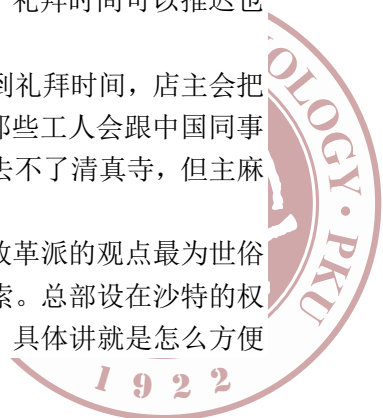 礼拜时间可以推迟也
到礼拜时间，店主会把
那些工人会跟中国同事
去不了清真寺，但主麻
改革派的观点最为世俗
索。总部设在沙特的权
具体讲就是怎么方便
OLOGY · PKU
1922